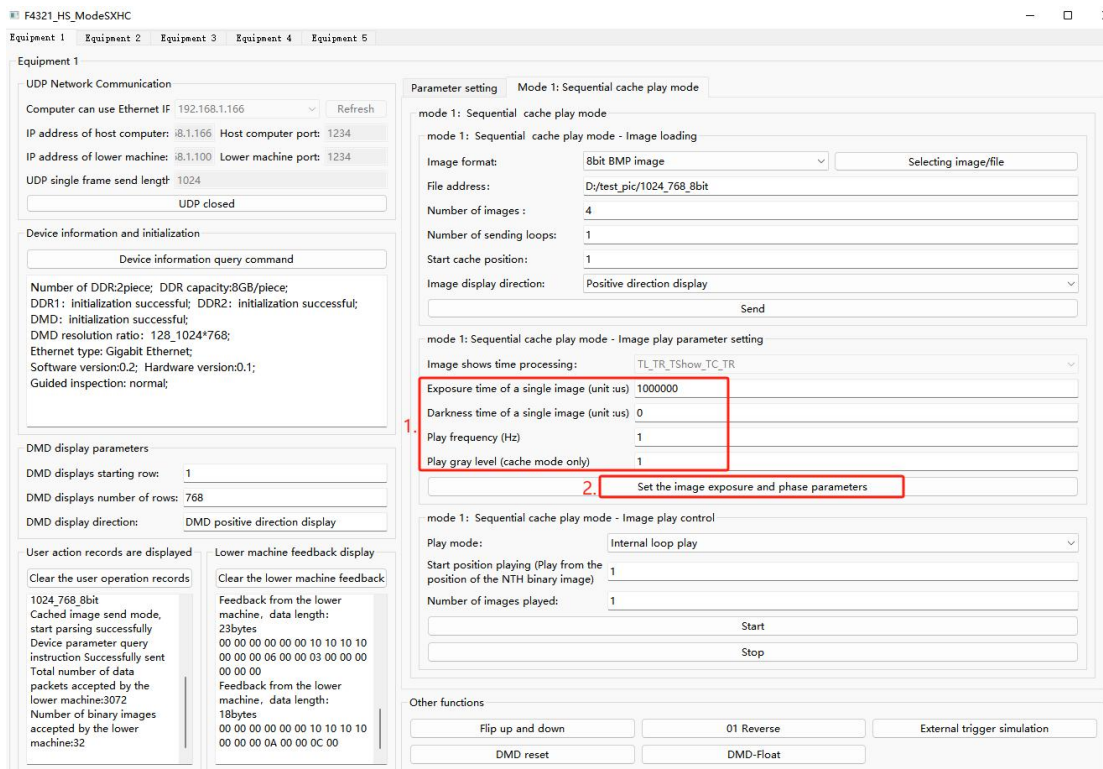 F4321_HS_ModeSXHC
Equipment 1 Equipment 2 Equipment 3 Equipment 4 Equipment 5
Equipment 1
UDP Network Communication
Computer can use Ethernet IF 192.168.1.166 Refresh
IP address of host computer: i8.1.166 Host computer port: 1234
IP address of lower machine: i8.1.100 Lower machine port: 1234
UDP single frame send length 1024
UDP closed
Device information and initialization
Device information query command
Number of DDR:2piece; DDR capacity:8GB/piece;
DDR1: initialization successful; DDR2: initialization successful;
DMD: initialization successful;
DMD resolution ratio: 128_1024*768;
Ethernet type: Gigabit Ethernet;
Software version:0.2; Hardware version:0.1;
Guided inspection: normal;
DMD display parameters
DMD displays starting row: 1
DMD displays number of rows: 768
DMD display direction: DMD positive direction display
User action records are displayed
Clear the user operation records
1024_768_8bit
Cached image send mode,
start parsing successfully
Device parameter query
instruction Successfully sent
Total number of data
packets accepted by the
lower machine:3072
Number of binary images
accepted by the lower
machine:32
Lower machine feedback display
Clear the lower machine feedback
Feedback from the lower
machine, data length:
23bytes
00 00 00 00 00 00 10 10 10 10
00 00 00 06 00 00 03 00 00 00
00 00 00
Feedback from the lower
machine, data length:
18bytes
00 00 00 00 00 00 10 10 10 10
00 00 00 0A 00 00 0C 00
Parameter setting Mode 1: Sequential cache play mode
mode 1: Sequential cache play mode
mode 1: Sequential cache play mode - Image loading
Image format: 8bit BMP image Selecting image/file
File address: D:/test_pic/1024_768_8bit
Number of images : 4
Number of sending loops: 1
Start cache position: 1
Image display direction: Positive direction display
Send
mode 1: Sequential cache play mode - Image play parameter setting
Image shows time processing: TL_TR_TShow_TC_TR
Exposure time of a single image (unit :us) 1000000
Darkness time of a single image (unit :us) 0
1.
Play frequency (Hz) 1
Play gray level (cache mode only) 1
2. Set the image exposure and phase parameters
mode 1: Sequential cache play mode - Image play control
Play mode: Internal loop play
Start position playing (Play from the
position of the NTH binary image) 1
Number of images played: 1
Start
Stop
Other functions
Flip up and down 01 Reverse External trigger simulation
DMD reset DMD-Float